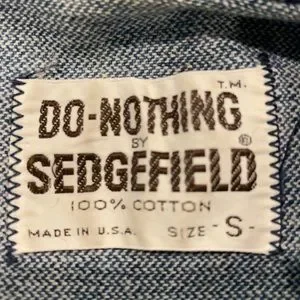 T.M.
DO-NOTHING
BY
SEDGEFIELD®
100% COTTON
MADE IN U.S.A. SIZE - S -